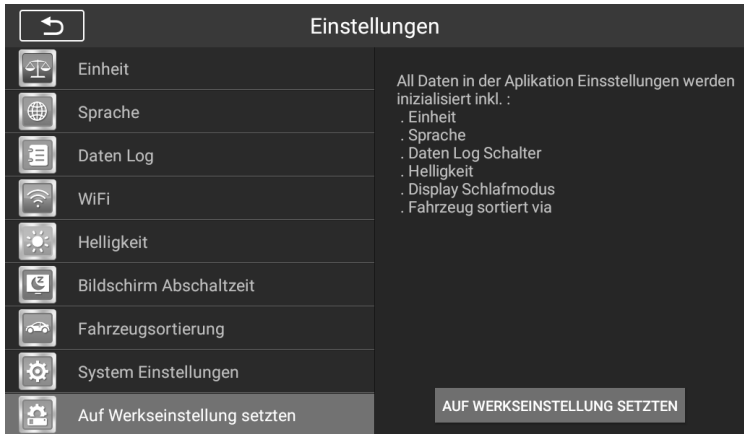 Einstellungen
Einheit
Sprache
Daten Log
WiFi
Helligkeit
Bildschirm Abschaltzeit
Fahrzeugsortierung
System Einstellungen
Auf Werkseinstellung setzten
All Daten in der Aplikation Einsstellungen werden
inizialisiert inkl. :
. Einheit
. Sprache
. Daten Log Schalter
. Helligkeit
. Display Schlafmodus
. Fahrzeug sortiert via
AUF WERKSEINSTELLUNG SETZTEN